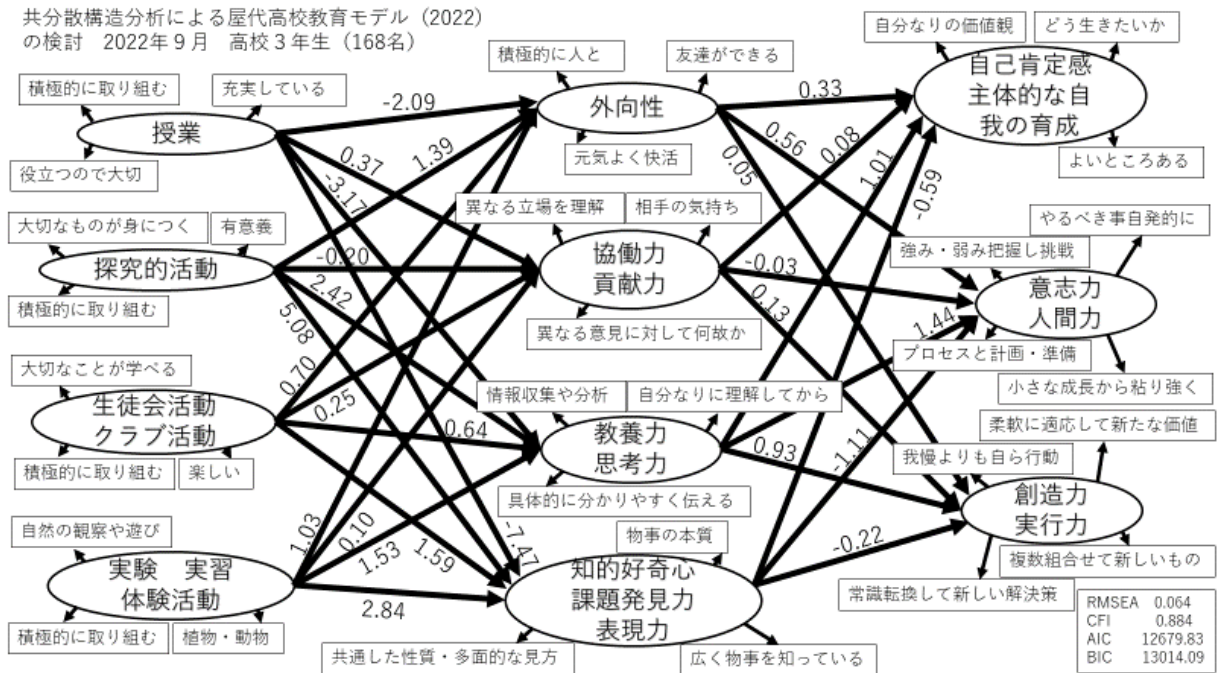 共分散構造分析による屋代高校教育モデル（2022）
の検討　2022年９月　高校３年生（168名）
積極的に取り組む
充実している
授業
役立つので大切
大切なものが身につく
有意義
探究的活動
積極的に取り組む
大切なことが学べる
生徒会活動
クラブ活動
積極的に取り組む
楽しい
自然の観察や遊び
実験　実習
体験活動
積極的に取り組む
植物・動物
-2.09
0.37
-3.17
1.39
-0.20
2.42
5.08
0.70
0.25
0.64
1.03
0.10
1.53
1.59
-7.47
2.84
積極的に人と
友達ができる
外向性
元気よく快活
異なる立場を理解
相手の気持ち
協働力
貢献力
異なる意見に対して何故か
情報収集や分析
自分なりに理解してから
教養力
思考力
具体的に分かりやすく伝える
物事の本質
知的好奇心
課題発見力
表現力
共通した性質・多面的な見方
広く物事を知っている
0.33
0.56
0.05
0.08
1.01
-0.59
-0.03
0.13
1.44
0.93
-1.11
-0.22
自分なりの価値観
どう生きたいか
自己肯定感
主体的な自
我の育成
よいところある
やるべき事自発的に
強み・弱み把握し挑戦
意志力
人間力
プロセスと計画・準備
小さな成長から粘り強く
柔軟に適応して新たな価値
我慢よりも自ら行動
創造力
実行力
複数組合せて新しいもの
常識転換して新しい解決策
RMSEA 0.064
CFI 0.884
AIC 12679.83
BIC 13014.09